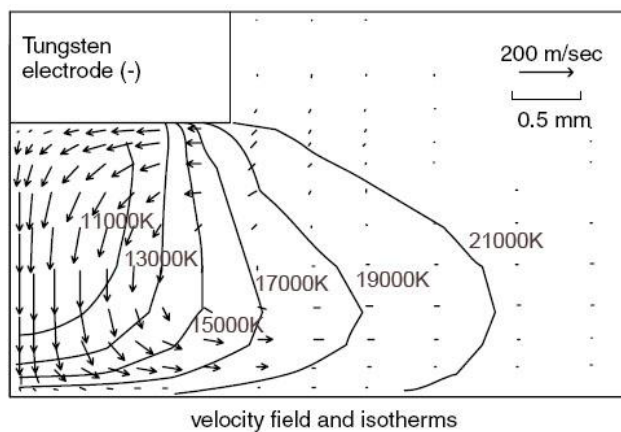 Tungsten
electrode (-)
200 m/sec
0.5 mm
11000K
13000K
15000K
17000K
19000K
21000K
velocity field and isotherms